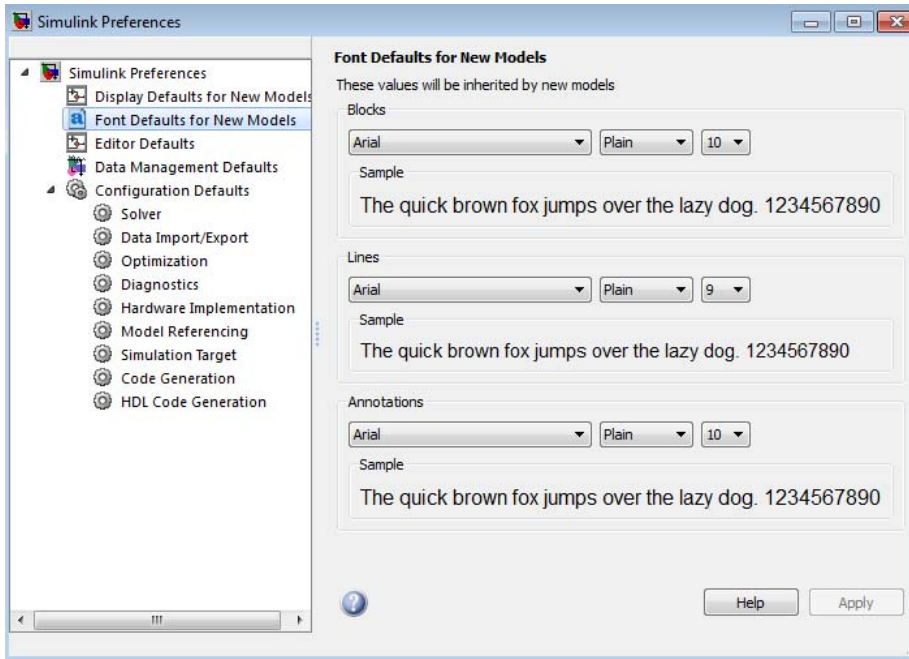 Simulink Preferences
Simulink Preferences
Display Defaults for New Models
Font Defaults for New Models
Editor Defaults
Data Management Defaults
Configuration Defaults
Solver
Data Import/Export
Optimization
Diagnostics
Hardware Implementation
Model Referencing
Simulation Target
Code Generation
HDL Code Generation
Font Defaults for New Models
These values will be inherited by new models
Blocks
Arial Plain 10
Sample
The quick brown fox jumps over the lazy dog. 1234567890
Lines
Arial Plain 9
Sample
The quick brown fox jumps over the lazy dog. 1234567890
Annotations
Arial Plain 10
Sample
The quick brown fox jumps over the lazy dog. 1234567890
Help Apply